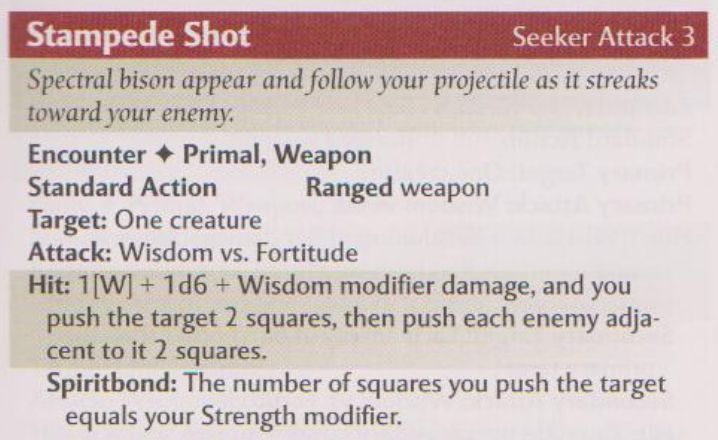 Stampede Shot Seeker Attack 3
Spectral bison appear and follow your projectile as it streaks
toward your enemy.
Encounter ✦ Primal, Weapon
Standard Action Ranged weapon
Target: One creature
Attack: Wisdom vs. Fortitude
Hit: 1[W] + 1d6 + Wisdom modifier damage, and you
push the target 2 squares, then push each enemy adja-
cent to it 2 squares.
Spiritbond: The number of squares you push the target
equals your Strength modifier.